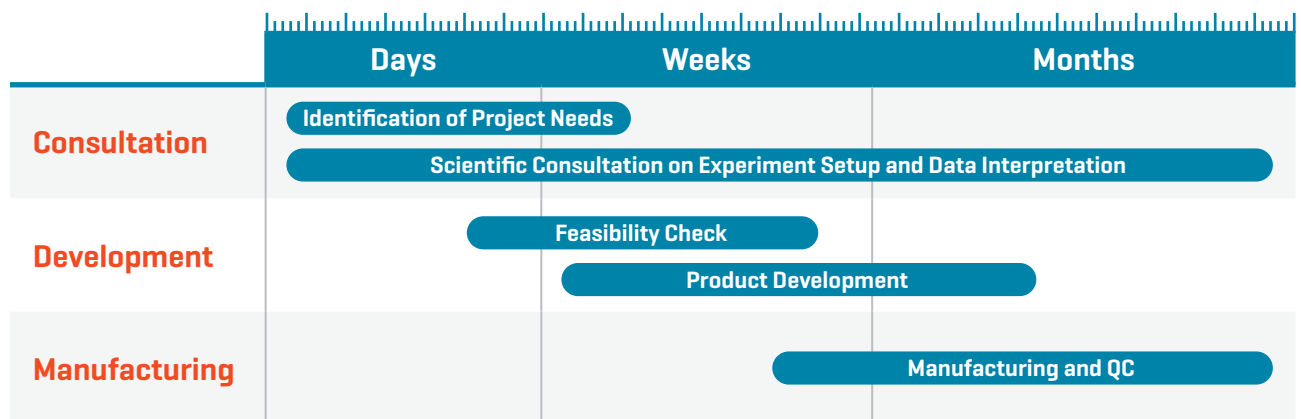 Days Weeks Months
Consultation
Identification of Project Needs
Scientific Consultation on Experiment Setup and Data Interpretation
Development
Feasibility Check
Product Development
Manufacturing
Manufacturing and QC